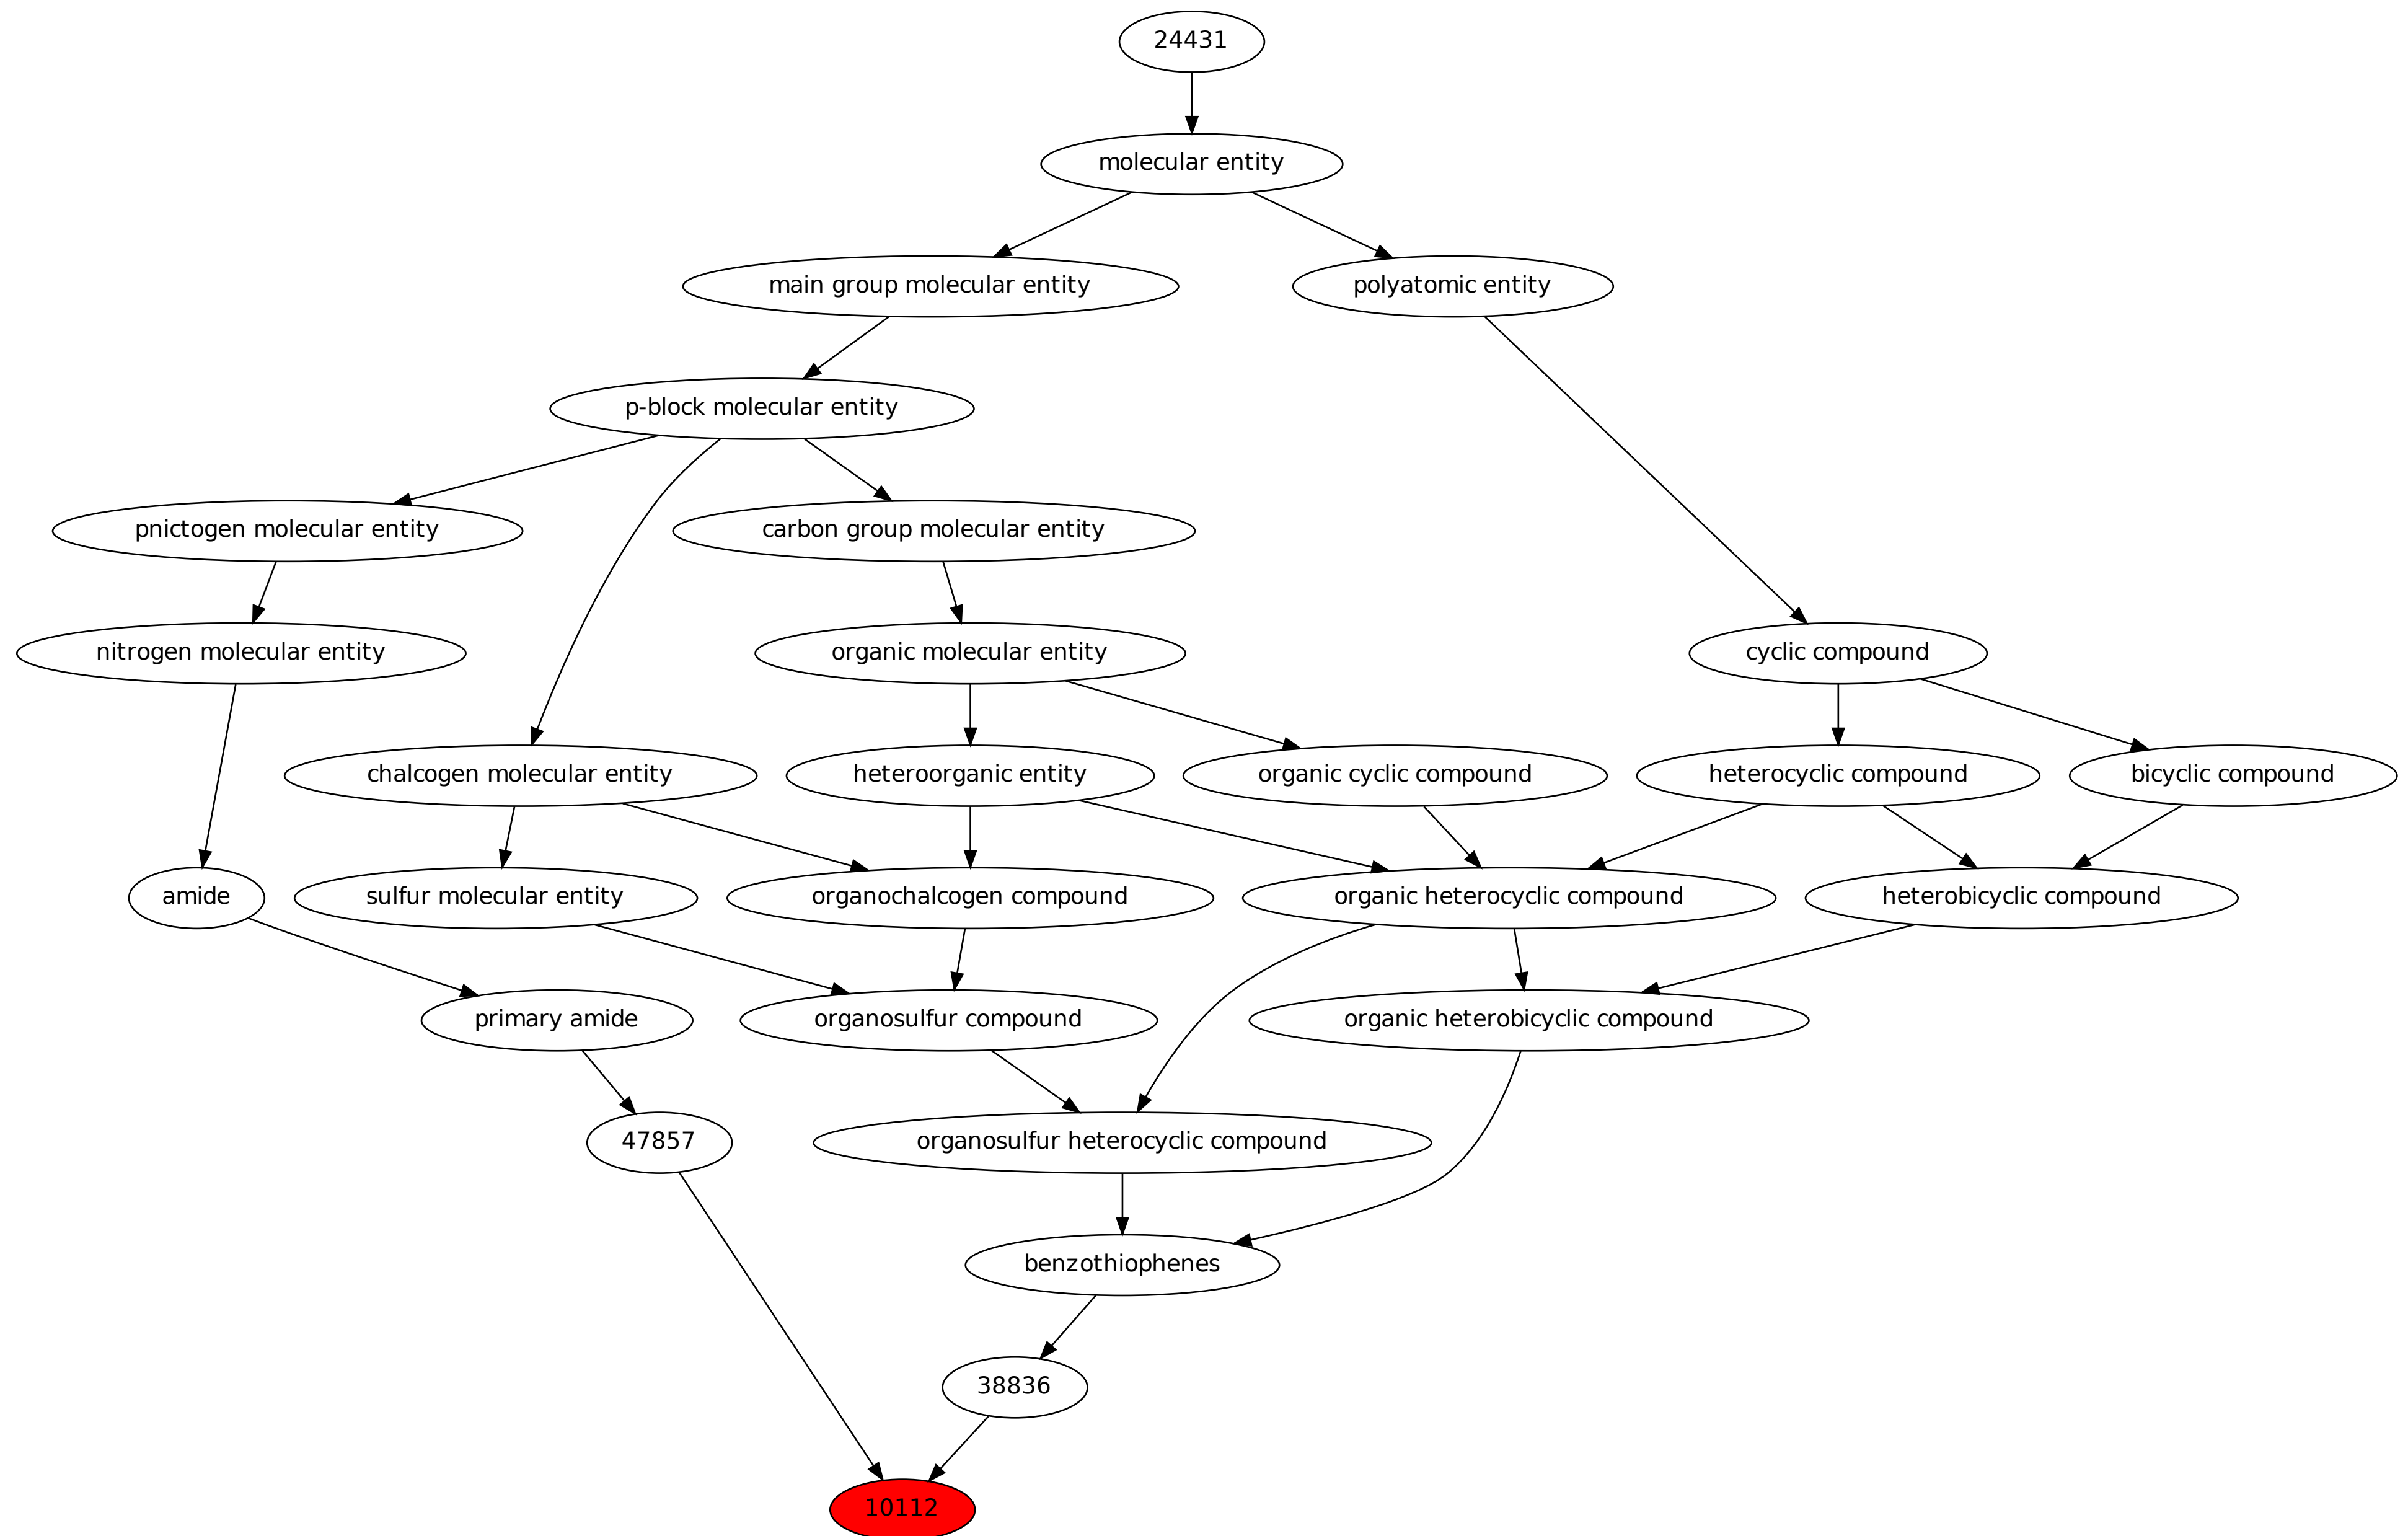 24431
molecular entity
main group molecular entity
polyatomic entity
p-block molecular entity
pnictogen molecular entity
carbon group molecular entity
nitrogen molecular entity
organic molecular entity
cyclic compound
chalcogen molecular entity
heteroorganic entity
organic cyclic compound
heterocyclic compound
bicyclic compound
amide
sulfur molecular entity
organochalcogen compound
organic heterocyclic compound
heterobicyclic compound
primary amide
organosulfur compound
organic heterobicyclic compound
47857
organosulfur heterocyclic compound
benzothiophenes
38836
10112